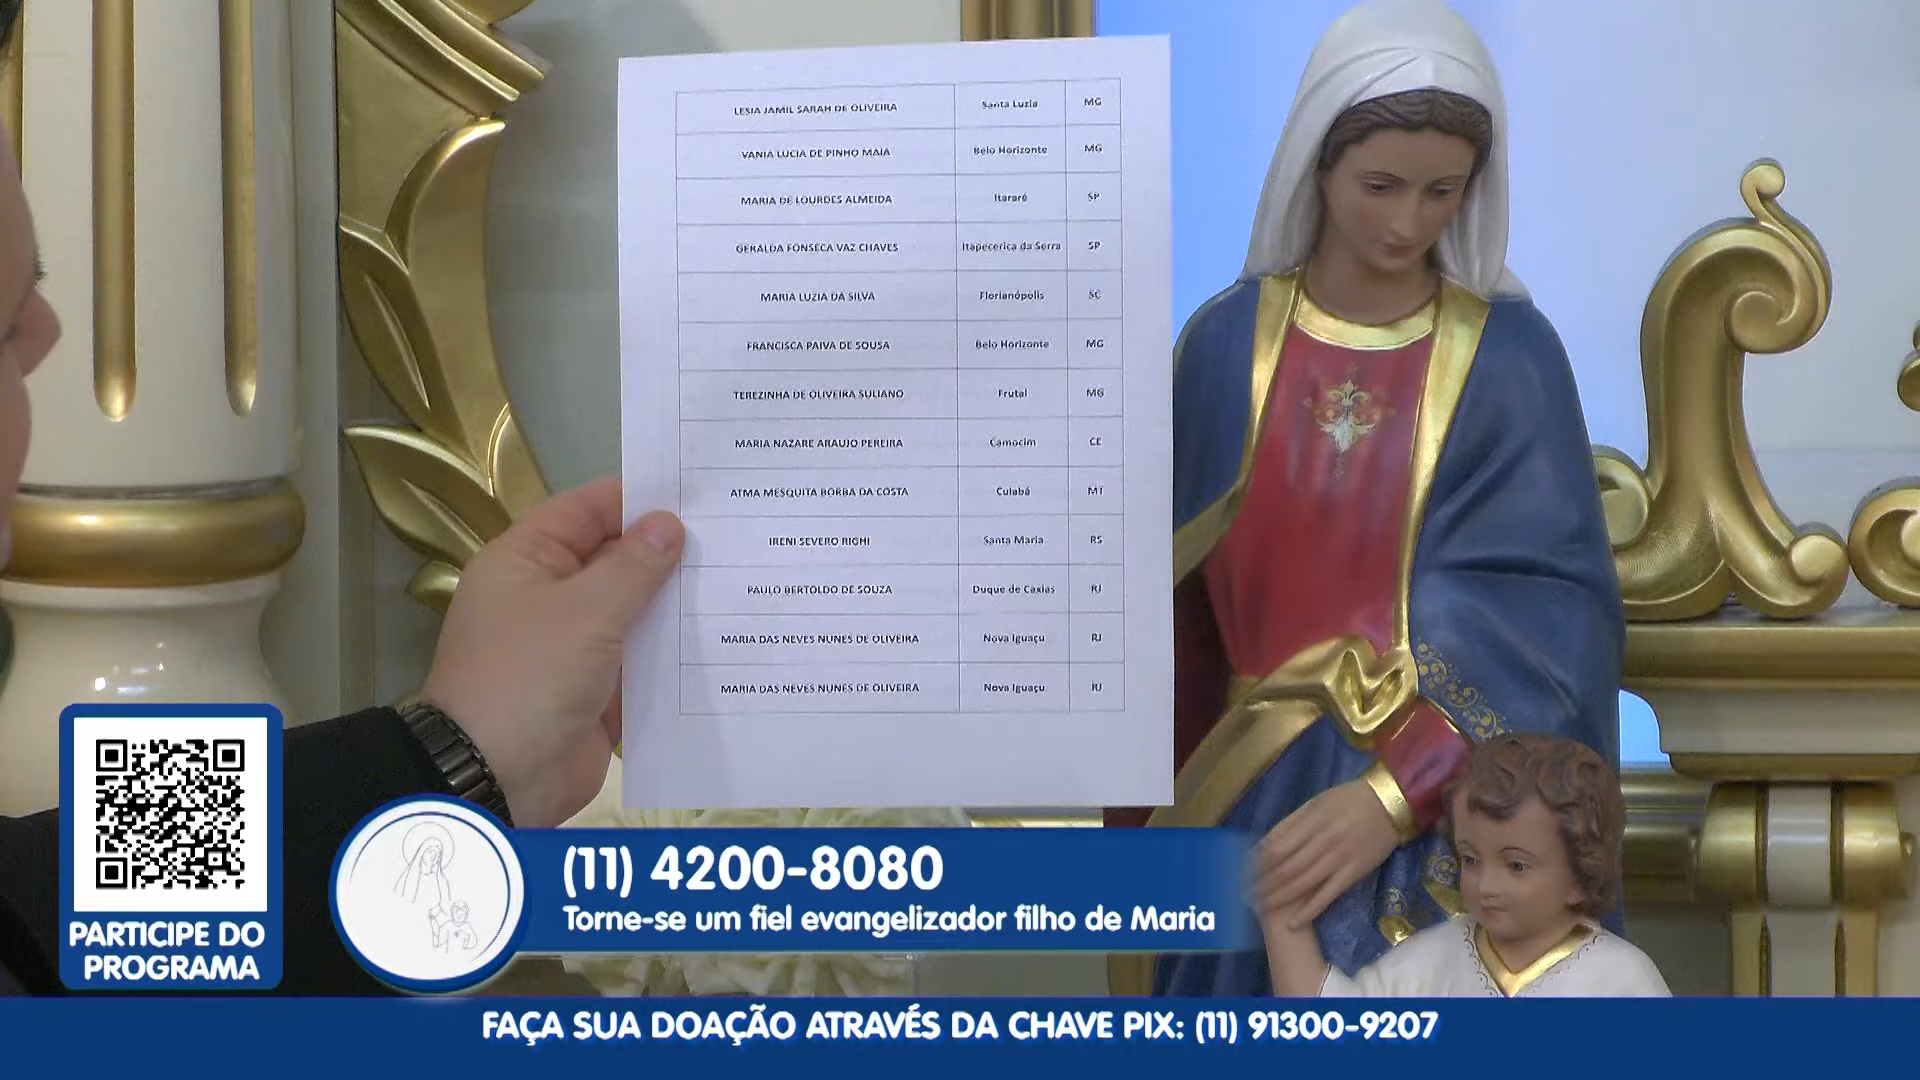 LESIA JAMIL SARAH DE OLIVEIRA Santa Luzia MG
VANIA LUCIA DE PINHO MAIA Belo Horizonte MG
MARIA DE LOURDES ALMEIDA Itararé SP
GERALDA FONSECA VAZ CHAVES Itapecerica da Serra SP
MARIA LUZIA DA SILVA Florianópolis SC
FRANCISCA PAIVA DE SOUSA Belo Horizonte MG
TEREZINHA DE OLIVEIRA SULIANO Frutal MG
MARIA NAZARE ARAUJO PEREIRA Camocim CE
ATMA MESQUITA BORBA DA COSTA Cuiabá MT
IRENI SEVERO RIGHI Santa Maria RS
PAULO BERTOLDO DE SOUZA Duque de Caxias RJ
MARIA DAS NEVES NUNES DE OLIVEIRA Nova Iguaçu RJ
MARIA DAS NEVES NUNES DE OLIVEIRA Nova Iguaçu RJ
PARTICIPE DO
PROGRAMA
(11) 4200-8080
Torne-se um fiel evangelizador filho de Maria
FAÇA SUA DOAÇÃO ATRAVÉS DA CHAVE PIX: (11) 91300-9207